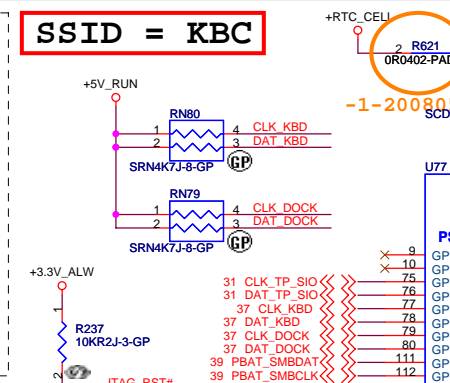 SSID = KBC
+RTC_CELL
2 R621
0R0402-PAD
-1-20080
SCD
+5V_RUN
RN80
1 4 CLK_KBD
2 3 DAT_KBD
SRN4K7J-8-GP GP
RN79
1 4 CLK_DOCK
2 3 DAT_DOCK
SRN4K7J-8-GP GP
U77
PS
+3.3V_ALW
1
R237
10KR2J-3-GP
2
JTAG_RST#
9 GP
10 GP
31 CLK_TP_SIO 75 GP
31 DAT_TP_SIO 76 GP
37 CLK_KBD 77 GP
37 DAT_KBD 78 GP
37 CLK_DOCK 79 GP
37 DAT_DOCK 80 GP
39 PBAT_SMBDAT 111 GP
39 PBAT_SMBCLK 112 GP